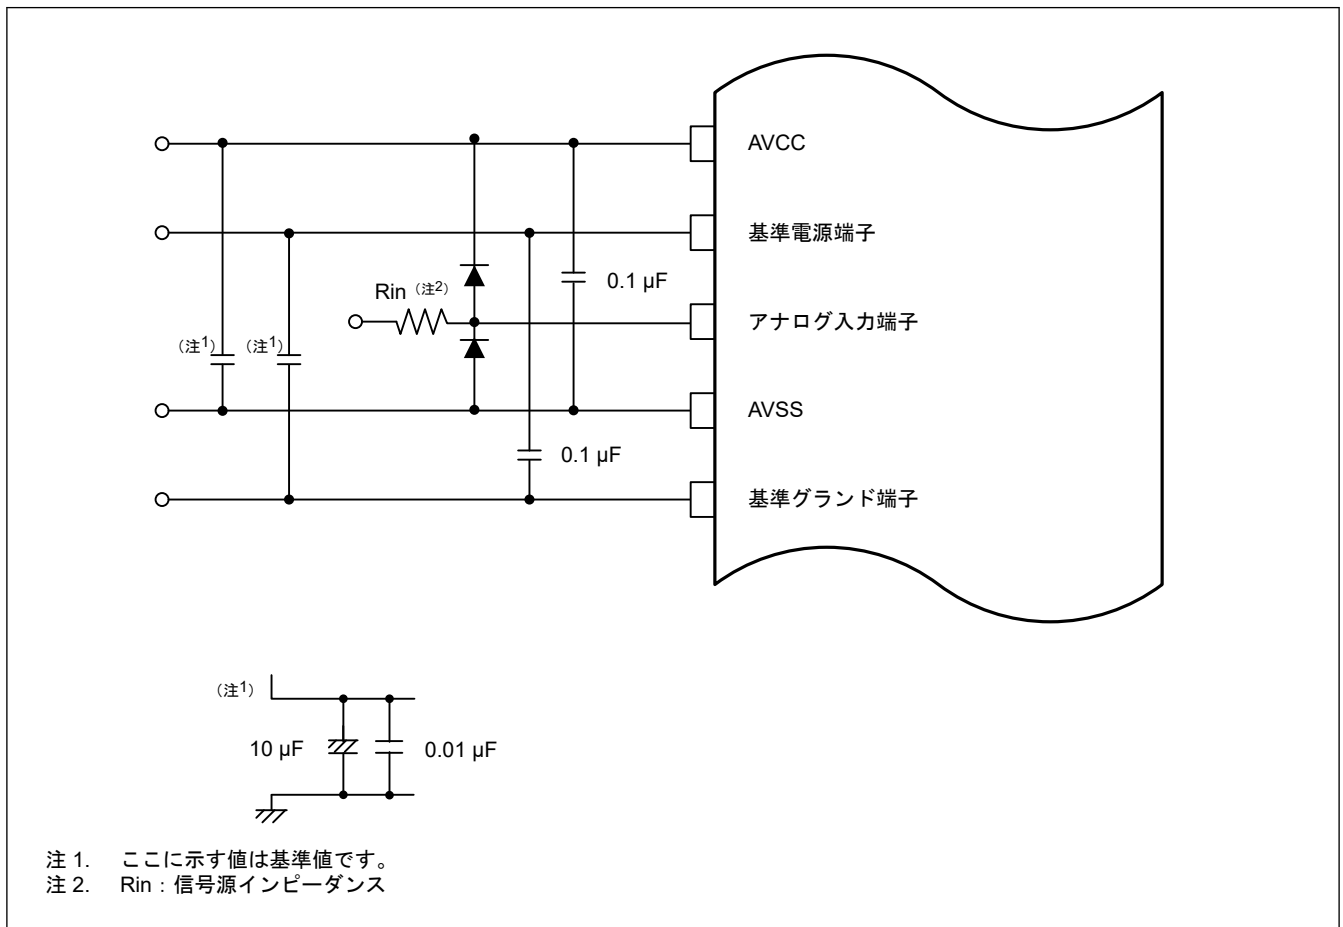 AVCC
基準電源端子
0.1 µF
Rin（注2）
アナログ入力端子
（注1）
（注1）
AVSS
0.1 µF
基準グランド端子
（注1）
10 µF
0.01 µF
注 1. ここに示す値は基準値です。
注 2. Rin：信号源インピーダンス